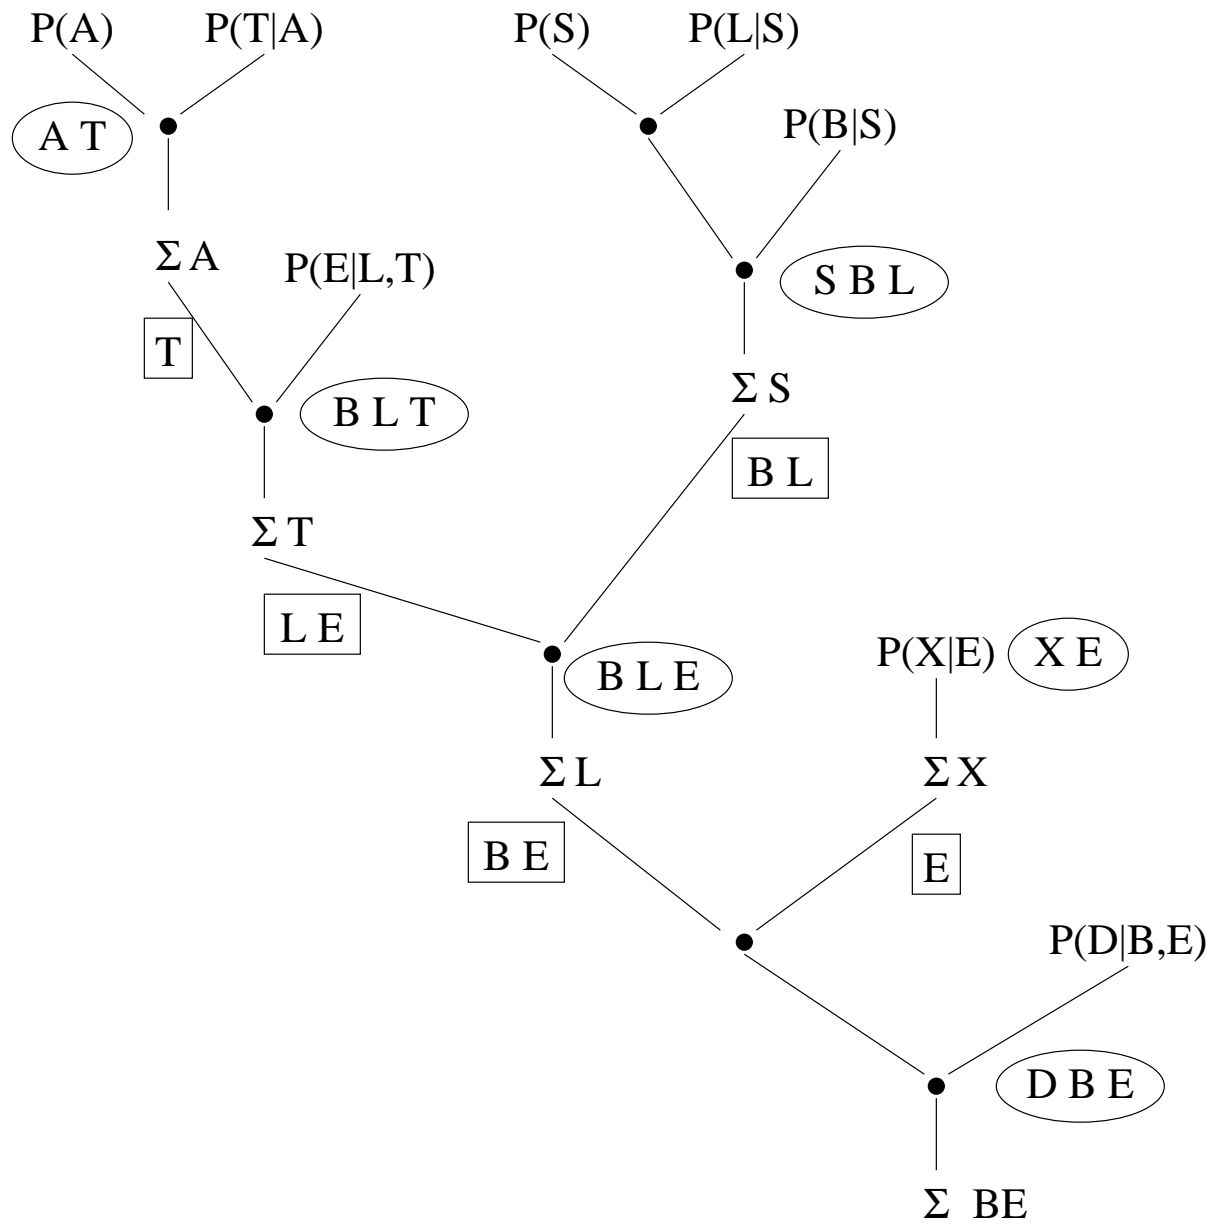 P(A) P(T|A) P(S) P(L|S)
A T P(B|S)
Σ A P(E|L,T) S B L
T Σ S
B L T B L
Σ T
L E
B L E P(X|E) X E
Σ L Σ X
B E E
P(D|B,E)
D B E
Σ BE